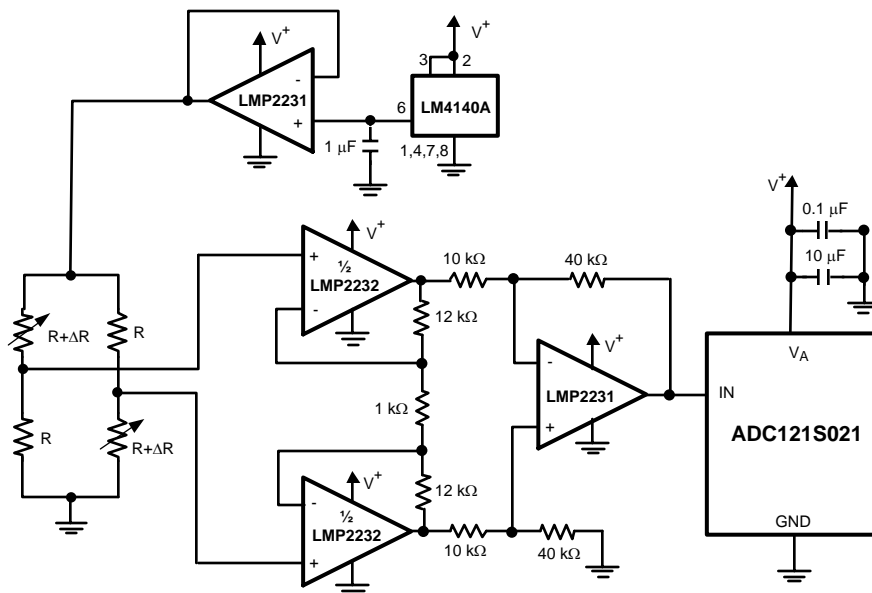 V+
3
2
V+
-
LMP2231
+
6
LM4140A
1 µF
1,4,7,8
V+
0.1 µF
10 µF
+
½
LMP2232
-
V+
10 kΩ
40 kΩ
12 kΩ
R+ΔR
R
V+
-
LMP2231
+
VA
IN
ADC121S021
GND
1 kΩ
R
R+ΔR
-
½
LMP2232
+
V+
12 kΩ
10 kΩ
40 kΩ